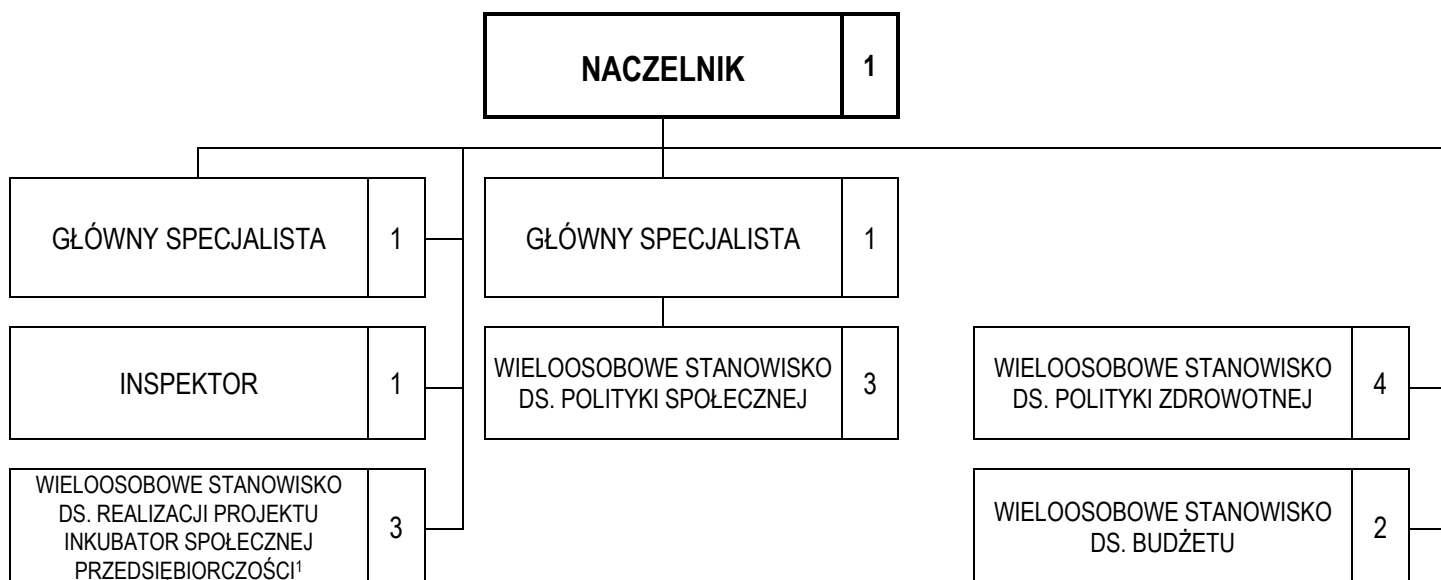 NACZELNIK
1
GŁÓWNY SPECJALISTA
1
GŁÓWNY SPECJALISTA
1
INSPEKTOR
1
WIELOOSOBOWE STANOWISKO
DS. POLITYKI SPOŁECZNEJ
3
WIELOOSOBOWE STANOWISKO
DS. POLITYKI ZDROWOTNEJ
4
WIELOOSOBOWE STANOWISKO
DS. REALIZACJI PROJEKTU
INKUBATOR SPOŁECZNEJ
PRZEDSIĘBIORCZOŚCI¹
3
WIELOOSOBOWE STANOWISKO
DS. BUDŻETU
2